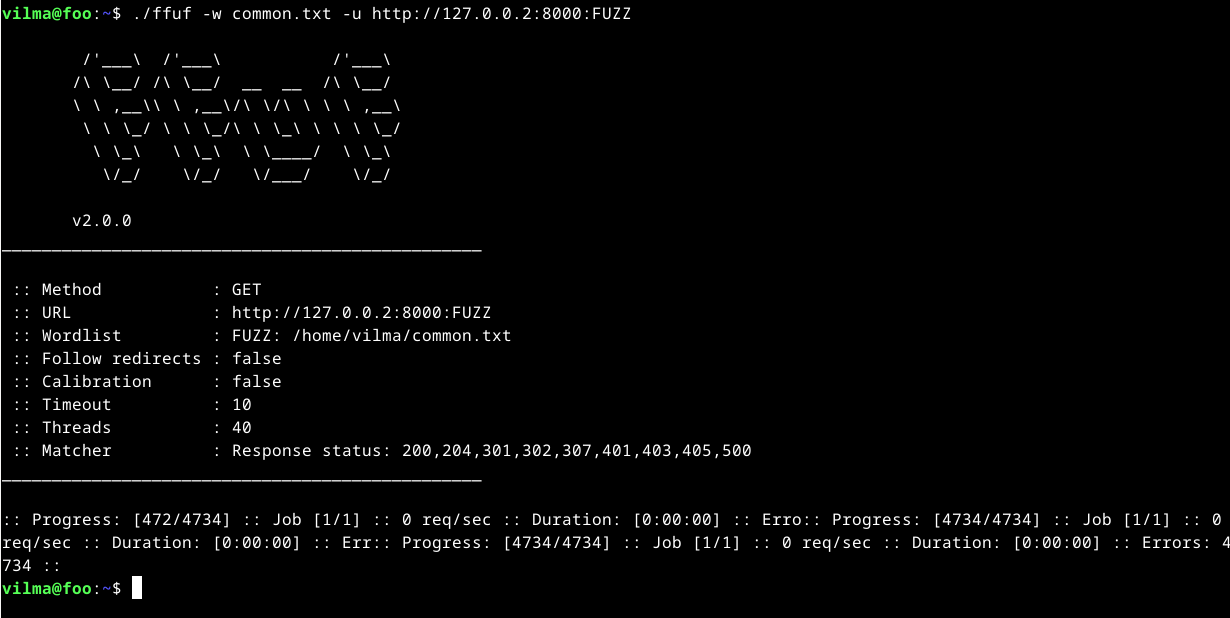 vilma@foo:~$ ./ffuf -w common.txt -u http://127.0.0.2:8000:FUZZ
        /'___\  /'___\           /'___\
       /\ \__/ /\ \__/  __  __  /\ \__/
       \ \ ,__\\ \ ,__\/\ \/\ \ \ \ ,__\
        \ \ \_/ \ \ \_/\ \ \_\ \ \ \ \_/
         \ \_\   \ \_\  \ \____/  \ \_\
          \/_/    \/_/   \/___/    \/_/
       v2.0.0
________________________________________________
 :: Method           : GET
 :: URL              : http://127.0.0.2:8000:FUZZ
 :: Wordlist         : FUZZ: /home/vilma/common.txt
 :: Follow redirects : false
 :: Calibration      : false
 :: Timeout          : 10
 :: Threads          : 40
 :: Matcher          : Response status: 200,204,301,302,307,401,403,405,500
________________________________________________
:: Progress: [472/4734] :: Job [1/1] :: 0 req/sec :: Duration: [0:00:00] :: Erro:: Progress: [4734/4734] :: Job [1/1] :: 0
req/sec :: Duration: [0:00:00] :: Err:: Progress: [4734/4734] :: Job [1/1] :: 0 req/sec :: Duration: [0:00:00] :: Errors: 4
734 ::
vilma@foo:~$